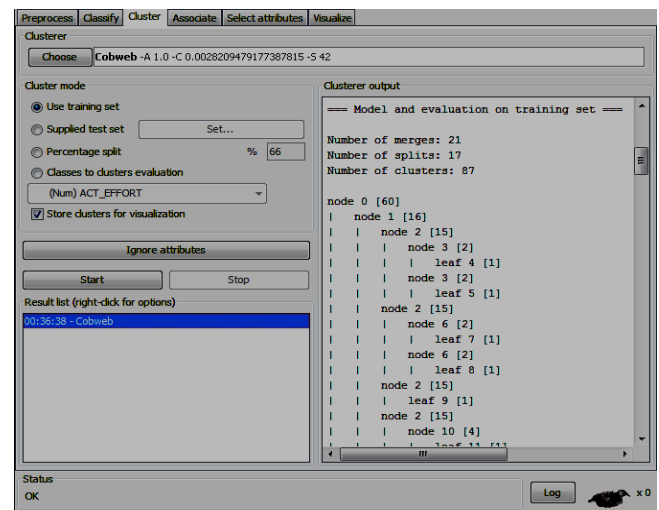 Preprocess Classify Cluster Associate Select attributes Visualize
Clusterer
Choose Cobweb -A 1.0 -C 0.0028209479177387815 -S 42
Cluster mode
Use training set
Supplied test set Set...
Percentage split % 66
Classes to clusters evaluation
(Num) ACT_EFFORT
Store clusters for visualization
Ignore attributes
Start Stop
Result list (right-click for options)
00:36:38 - Cobweb
Clusterer output
=== Model and evaluation on training set ===
Number of merges: 21
Number of splits: 17
Number of clusters: 87
node 0 [60]
| node 1 [16]
| | node 2 [15]
| | | node 3 [2]
| | | | leaf 4 [1]
| | | node 3 [2]
| | | | leaf 5 [1]
| | node 2 [15]
| | | node 6 [2]
| | | | leaf 7 [1]
| | | node 6 [2]
| | | | leaf 8 [1]
| | node 2 [15]
| | | leaf 9 [1]
| | node 2 [15]
| | | node 10 [4]
| | | | leaf 11 [1]
Status
OK
Log x 0